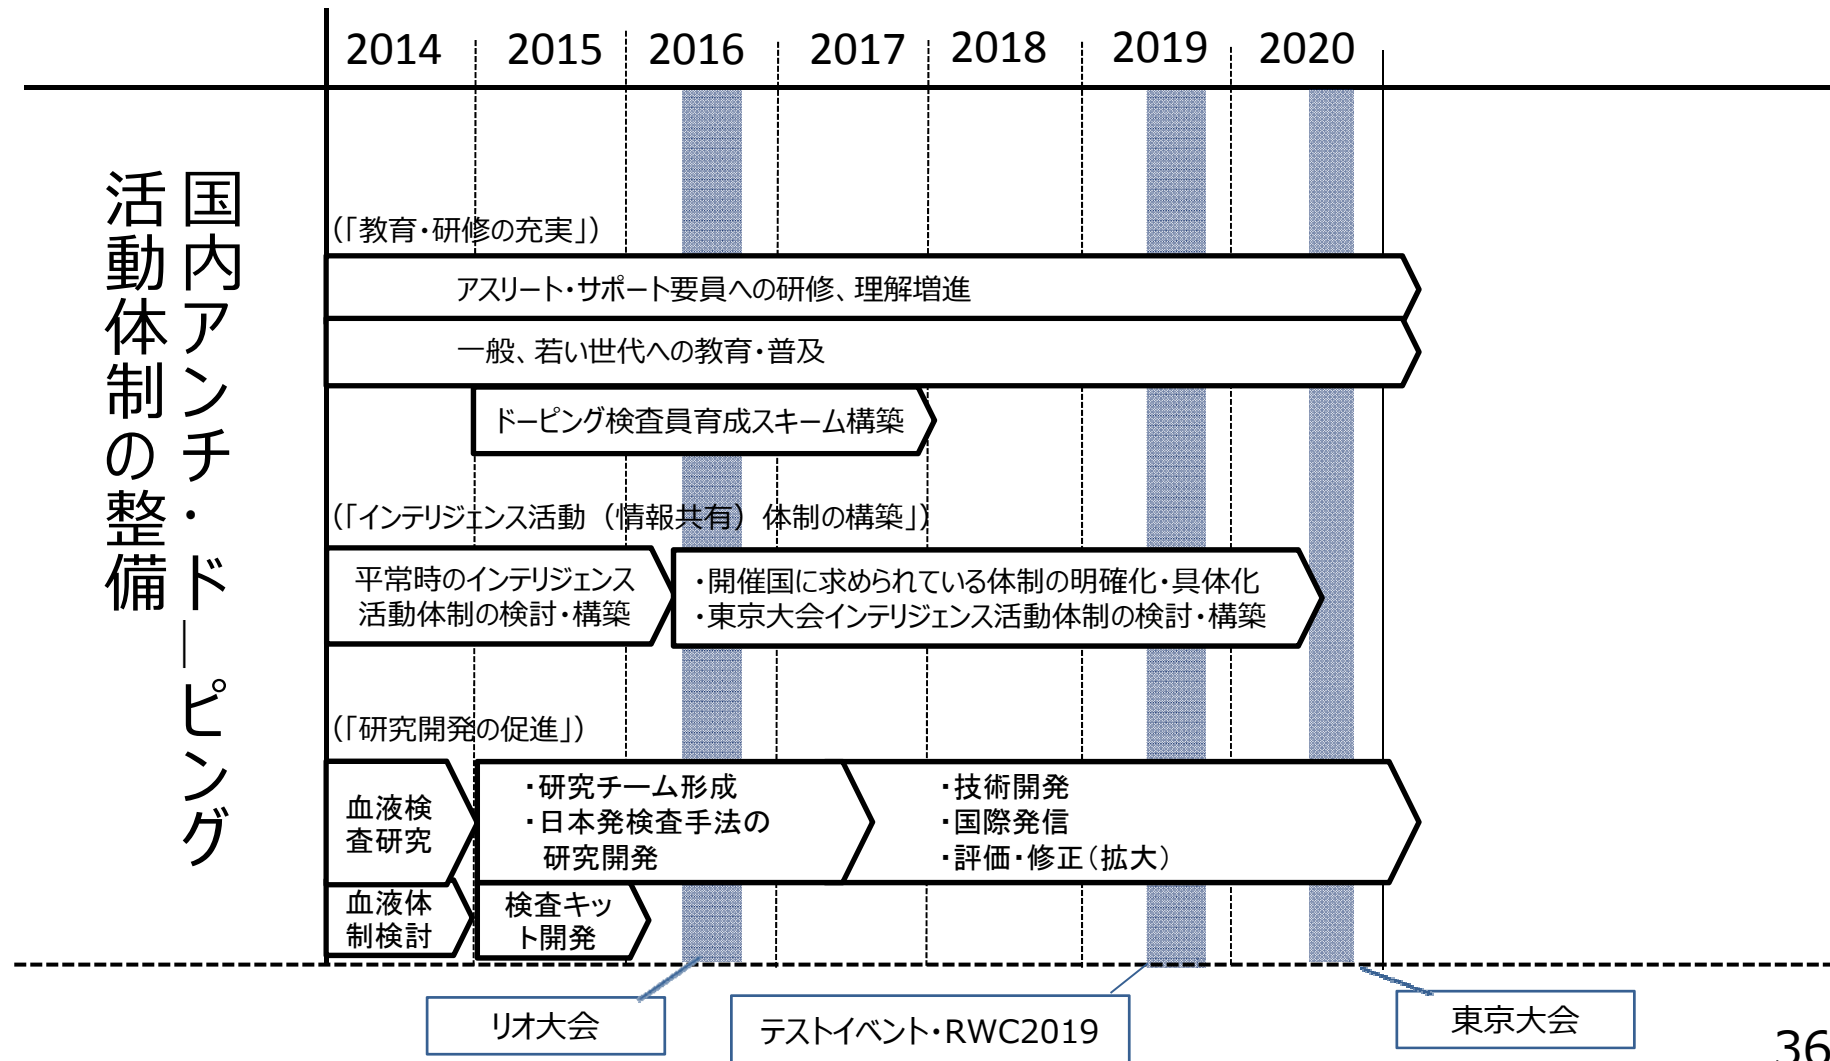 2014 2015 2016 2017 2018 2019 2020
国内アンチ・ドーピング
活動体制の整備
(「教育・研修の充実」)
アスリート・サポート要員への研修、理解増進
一般、若い世代への教育・普及
ドーピング検査員育成スキーム構築
(「インテリジェンス活動（情報共有）体制の構築」)
平常時のインテリジェンス
活動体制の検討・構築
・開催国に求められている体制の明確化・具体化
・東京大会インテリジェンス活動体制の検討・構築
(「研究開発の促進」)
血液検
査研究
・研究チーム形成
・日本発検査手法の
研究開発
・技術開発
・国際発信
・評価・修正（拡大）
血液体
制検討
検査キッ
ト開発
リオ大会
テストイベント・RWC2019
東京大会
36